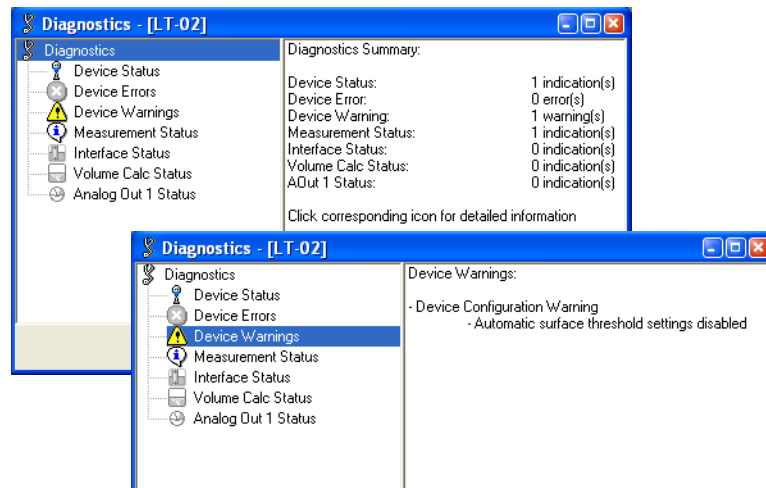 Diagnostics - [LT-02]
Diagnostics
Device Status
Device Errors
Device Warnings
Measurement Status
Interface Status
Volume Calc Status
Analog Out 1 Status
Diagnostics Summary:
Device Status: 1 indication(s)
Device Error: 0 error(s)
Device Warning: 1 warning(s)
Measurement Status: 1 indication(s)
Interface Status: 0 indication(s)
Volume Calc Status: 0 indication(s)
AOut 1 Status: 0 indication(s)
Click corresponding icon for detailed information
Diagnostics - [LT-02]
Diagnostics
Device Status
Device Errors
Device Warnings
Measurement Status
Interface Status
Volume Calc Status
Analog Out 1 Status
Device Warnings:
- Device Configuration Warning
- Automatic surface threshold settings disabled